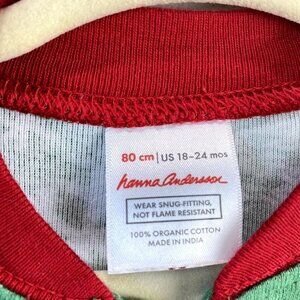 80 cm | US 18-24 mos
hanna Andersson
WEAR SNUG-FITTING,
NOT FLAME RESISTANT
100% ORGANIC COTTON
MADE IN INDIA